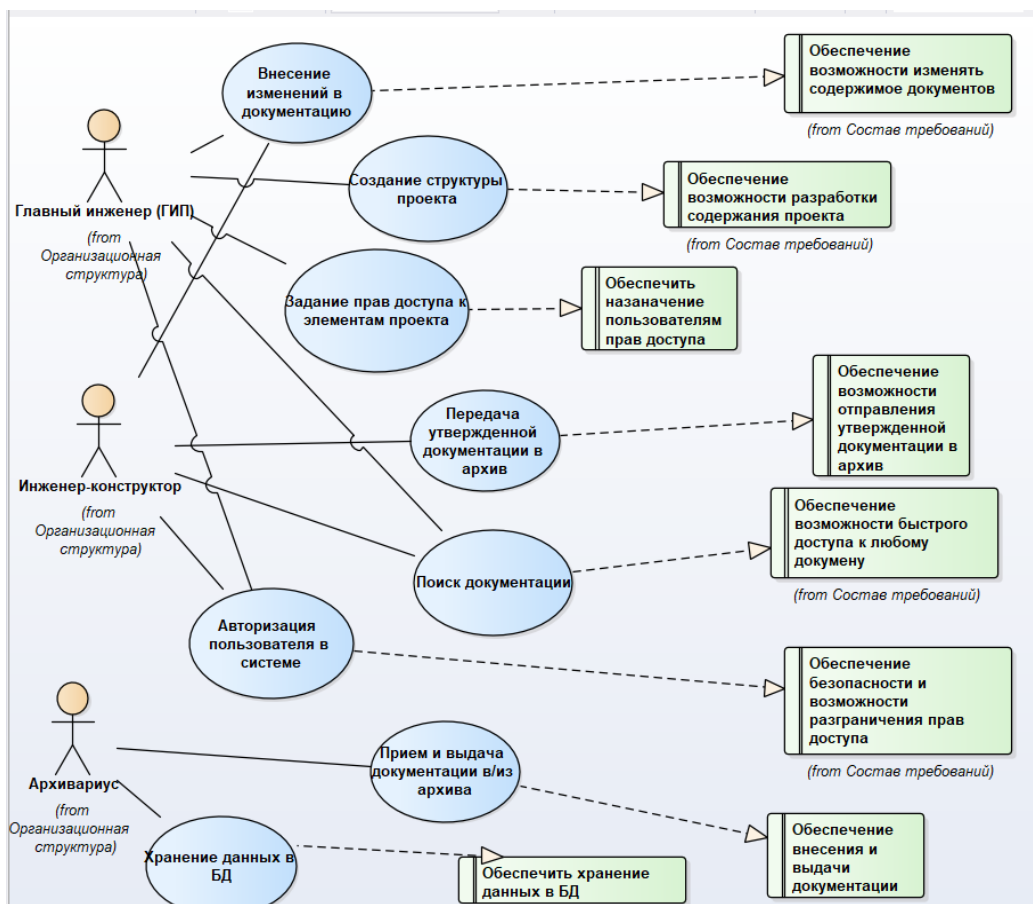 Внесение
изменений в
документацию
Обеспечение
возможности изменять
содержимое документов
(from Состав требований)
Создание структуры
проекта
Обеспечение
возможности разработки
содержания проекта
(from Состав требований)
Главный инженер (ГИП)
(from
Организационная
структура)
Задание прав доступа к
элементам проекта
Обеспечить
назаначение
пользователям
прав доступа
Передача
утвержденной
документации в
архив
Обеспечение
возможности
отправления
утвержденной
документации в
архив
Инженер-конструктор
(from
Организационная
структура)
Поиск документации
Обеспечение
возможности быстрого
доступа к любому
докумену
(from Состав требований)
Авторизация
пользователя в
системе
Обеспечение
безопасности и
возможности
разграничения прав
доступа
(from Состав требований)
Архивариус
(from
Организационная
структура)
Прием и выдача
документации в/из
архива
Обеспечение
внесения и
выдачи
документации
Хранение данных в
БД
Обеспечить хранение
данных в БД